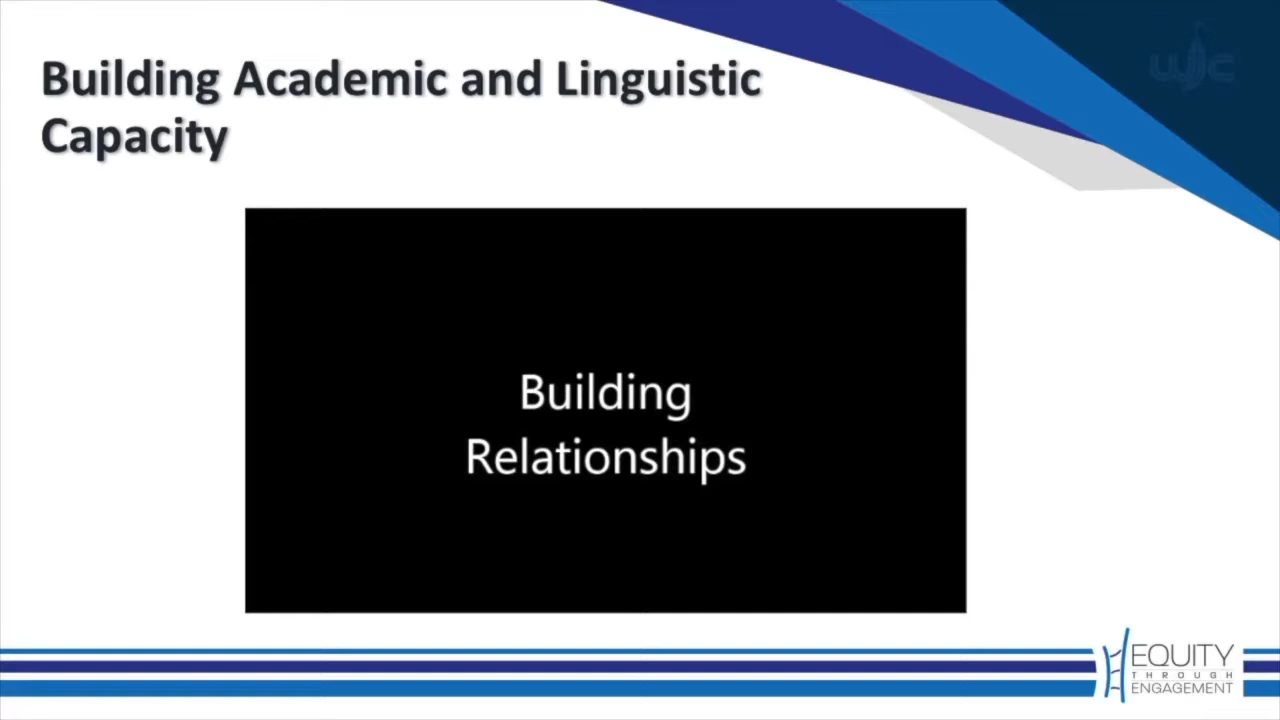 Building Academic and Linguistic
Capacity
Building
Relationships
EQUITY
THROUGH
ENGAGEMENT